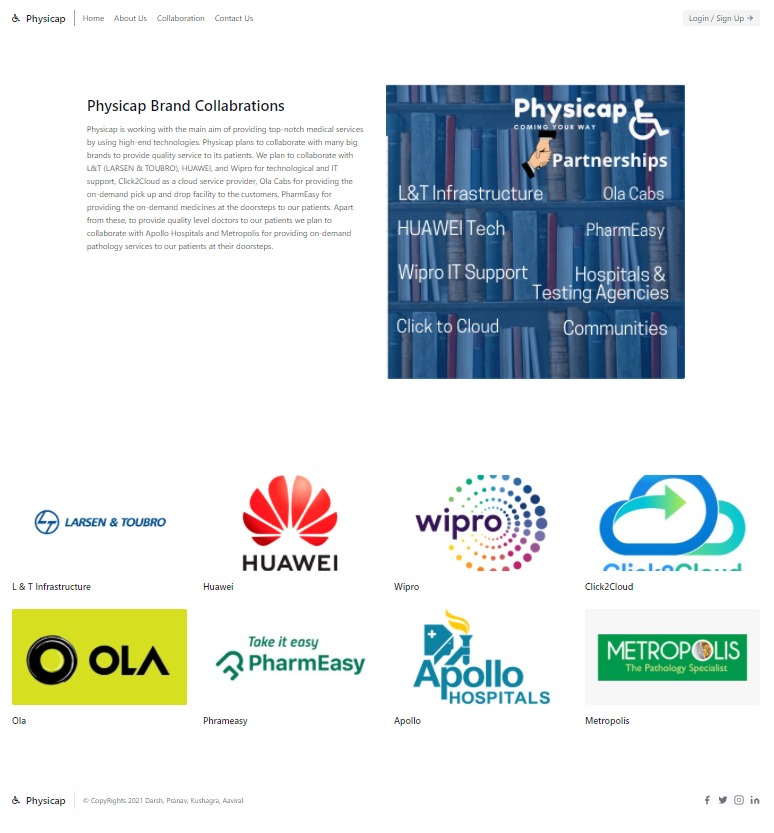 Physicap
Home
About Us
Collaboration
Contact Us
Login / Sign Up →
Physicap Brand Collabrations
Physicap is working with the main aim of providing top-notch medical services
by using high-end technologies. Physicap plans to collaborate with many big
brands to provide quality service to its patients. We plan to collaborate with
L&T (LARSEN & TOUBRO), HUAWEI, and Wipro for technological and IT
support, Click2Cloud as a cloud service provider, Ola Cabs for providing the
on-demand pick up and drop facility to the customers, PharmEasy for
providing the on-demand medicines at the doorsteps to our patients. Apart
from these, to provide quality level doctors to our patients we plan to
collaborate with Apollo Hospitals and Metropolis for providing on-demand
pathology services to our patients at their doorsteps.
Physicap
COMING YOUR WAY
Partnerships
L&T Infrastructure
Ola Cabs
HUAWEI Tech
PharmEasy
Wipro IT Support
Hospitals &
Testing Agencies
Click to Cloud
Communities
LARSEN & TOUBRO
HUAWEI
wipro
Click2Cloud
L & T Infrastructure
Huawei
Wipro
Click2Cloud
OLA
Take it easy
PharmEasy
Apollo
HOSPITALS
METROPOLIS
The Pathology Specialist
Ola
Phrameasy
Apollo
Metropolis
Physicap
© CopyRights 2021 Darsh, Pranav, Kushagra, Aaviral